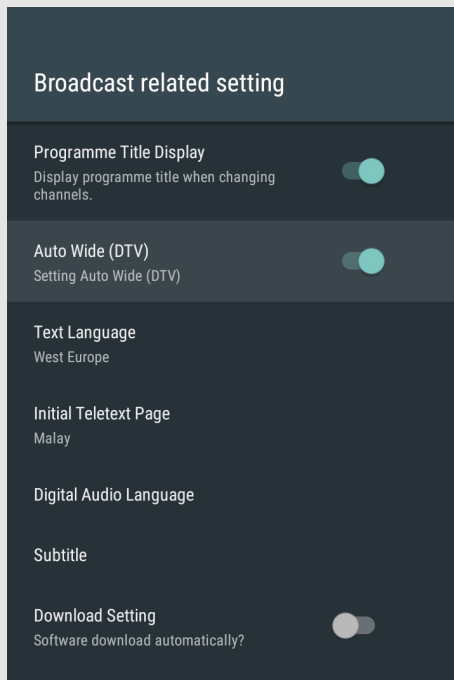 Broadcast related setting
Programme Title Display
Display programme title when changing
channels.
Auto Wide (DTV)
Setting Auto Wide (DTV)
Text Language
West Europe
Initial Teletext Page
Malay
Digital Audio Language
Subtitle
Download Setting
Software download automatically?